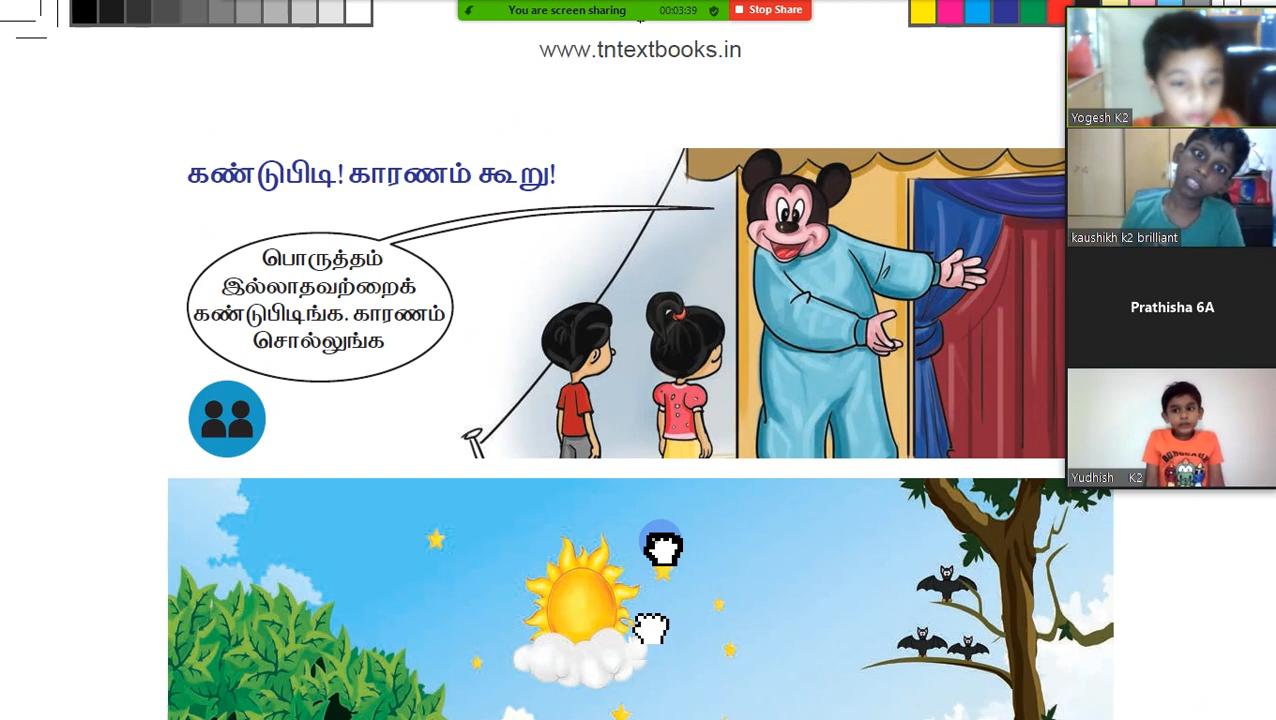 You are screen sharing 00:03:39 Stop Share
www.tntextbooks.in
Yogesh K2
கண்டுபிடி! காரணம் கூறு!
kaushikh k2 brilliant
பொருத்தம்
இல்லாதவற்றைக்
கண்டுபிடிங்க. காரணம்
சொல்லுங்க
Prathisha 6A
Yudhish K2